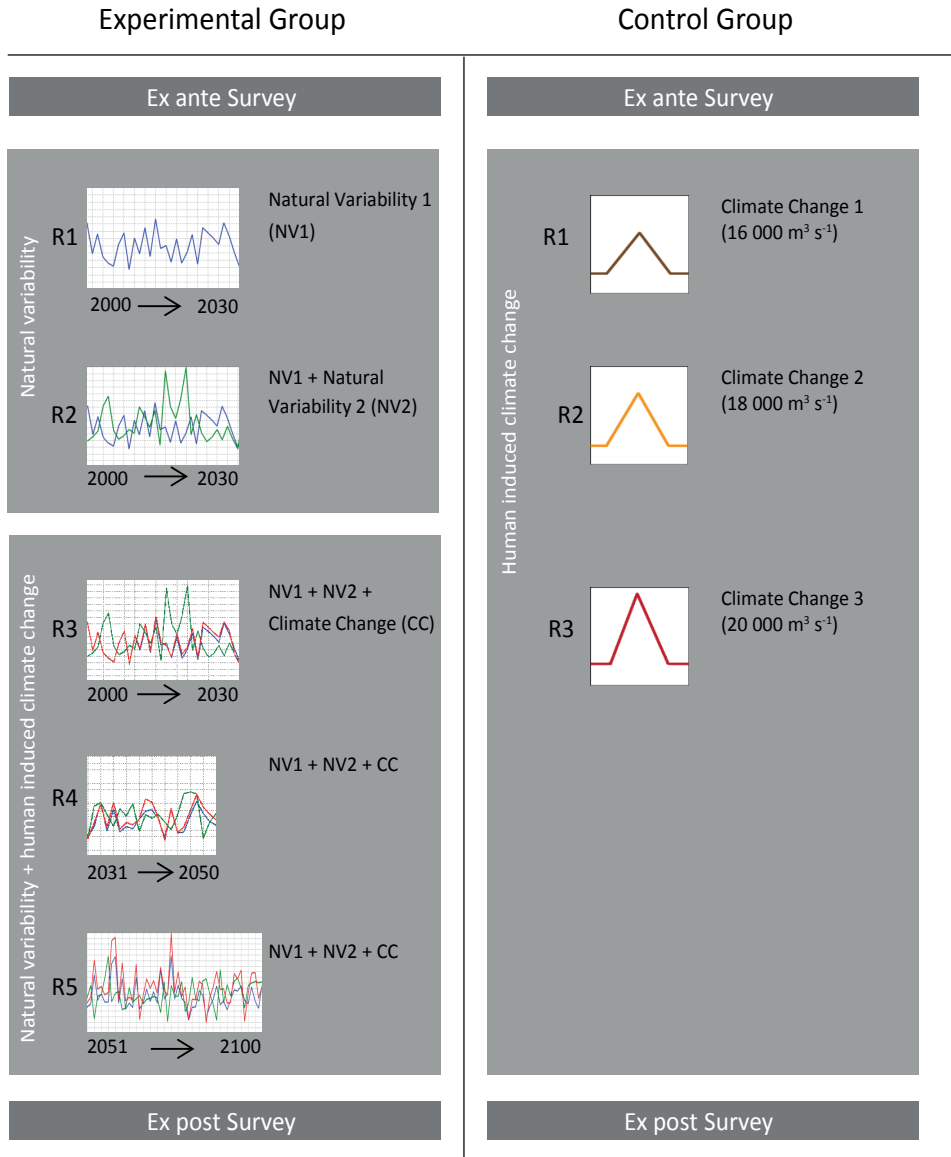 Experimental Group
Control Group
Ex ante Survey
Ex ante Survey
Natural variability
R1
Natural Variability 1
(NV1)
2000 → 2030
R2
NV1 + Natural
Variability 2 (NV2)
2000 → 2030
Natural variability + human induced climate change
R3
NV1 + NV2 +
Climate Change (CC)
2000 → 2030
R4
NV1 + NV2 + CC
2031 → 2050
R5
NV1 + NV2 + CC
2051 → 2100
Human induced climate change
R1
Climate Change 1
(16 000 m³ s⁻¹)
R2
Climate Change 2
(18 000 m³ s⁻¹)
R3
Climate Change 3
(20 000 m³ s⁻¹)
Ex post Survey
Ex post Survey